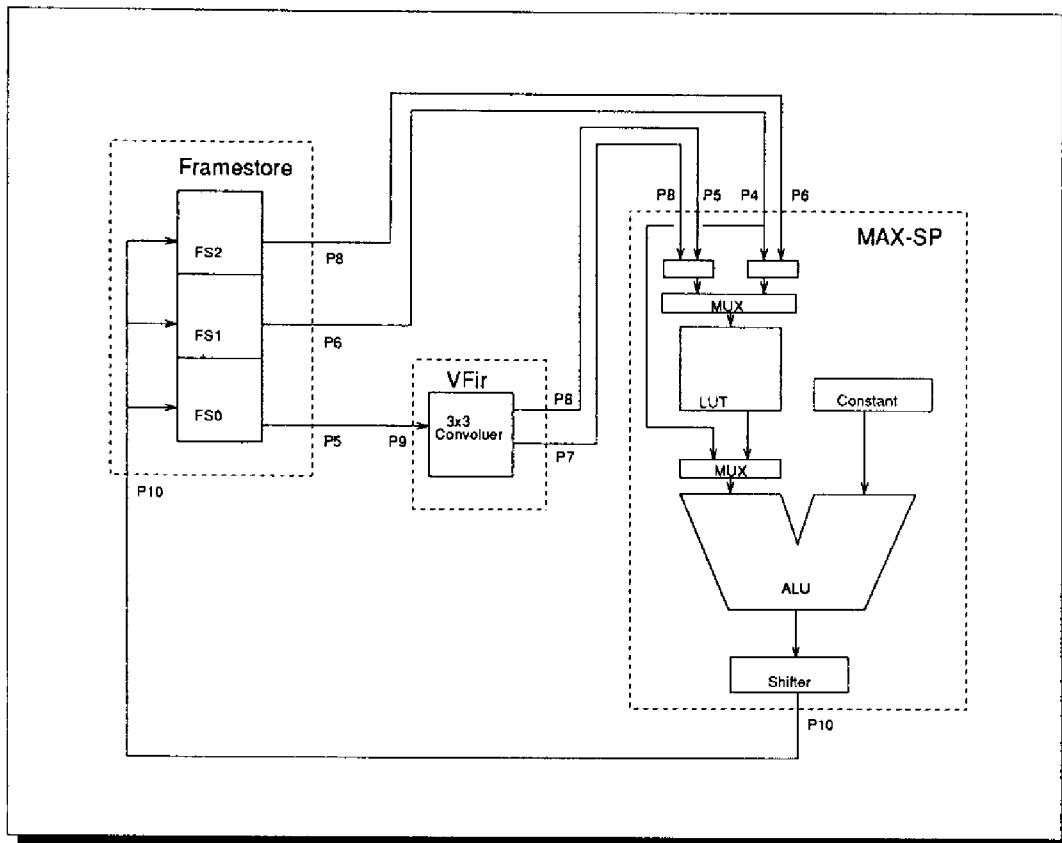 Framestore
FS2
FS1
FS0
P8
P6
P5
P9
P10
VFir
3x3
Convoluer
P8
P7
P8
P5
P4
P6
MAX-SP
MUX
LUT
Constant
MUX
ALU
Shifter
P10